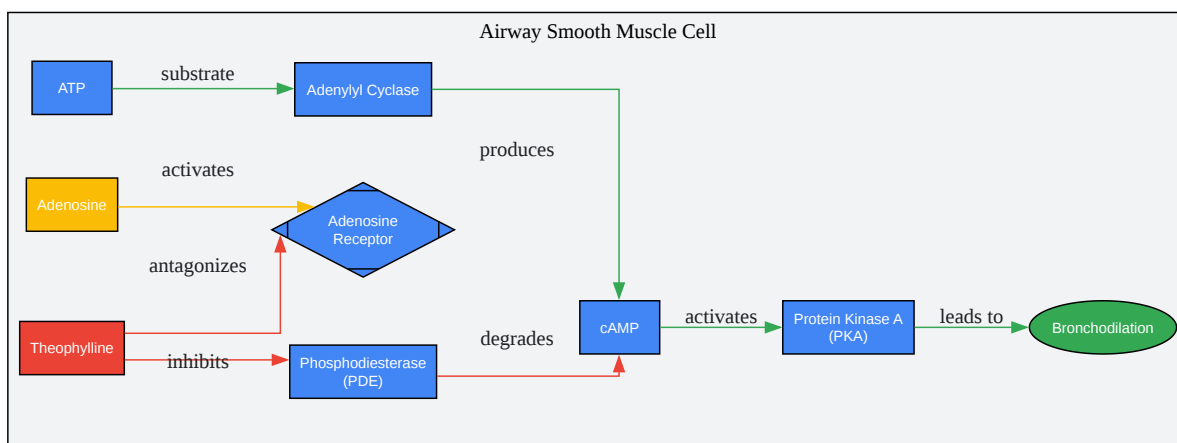 Airway Smooth Muscle Cell
ATP
substrate
Adenylyl Cyclase
produces
activates
Adenosine
Adenosine
Receptor
antagonizes
Theophylline
inhibits
Phosphodiesterase
(PDE)
degrades
cAMP
activates
Protein Kinase A
(PKA)
leads to
Bronchodilation